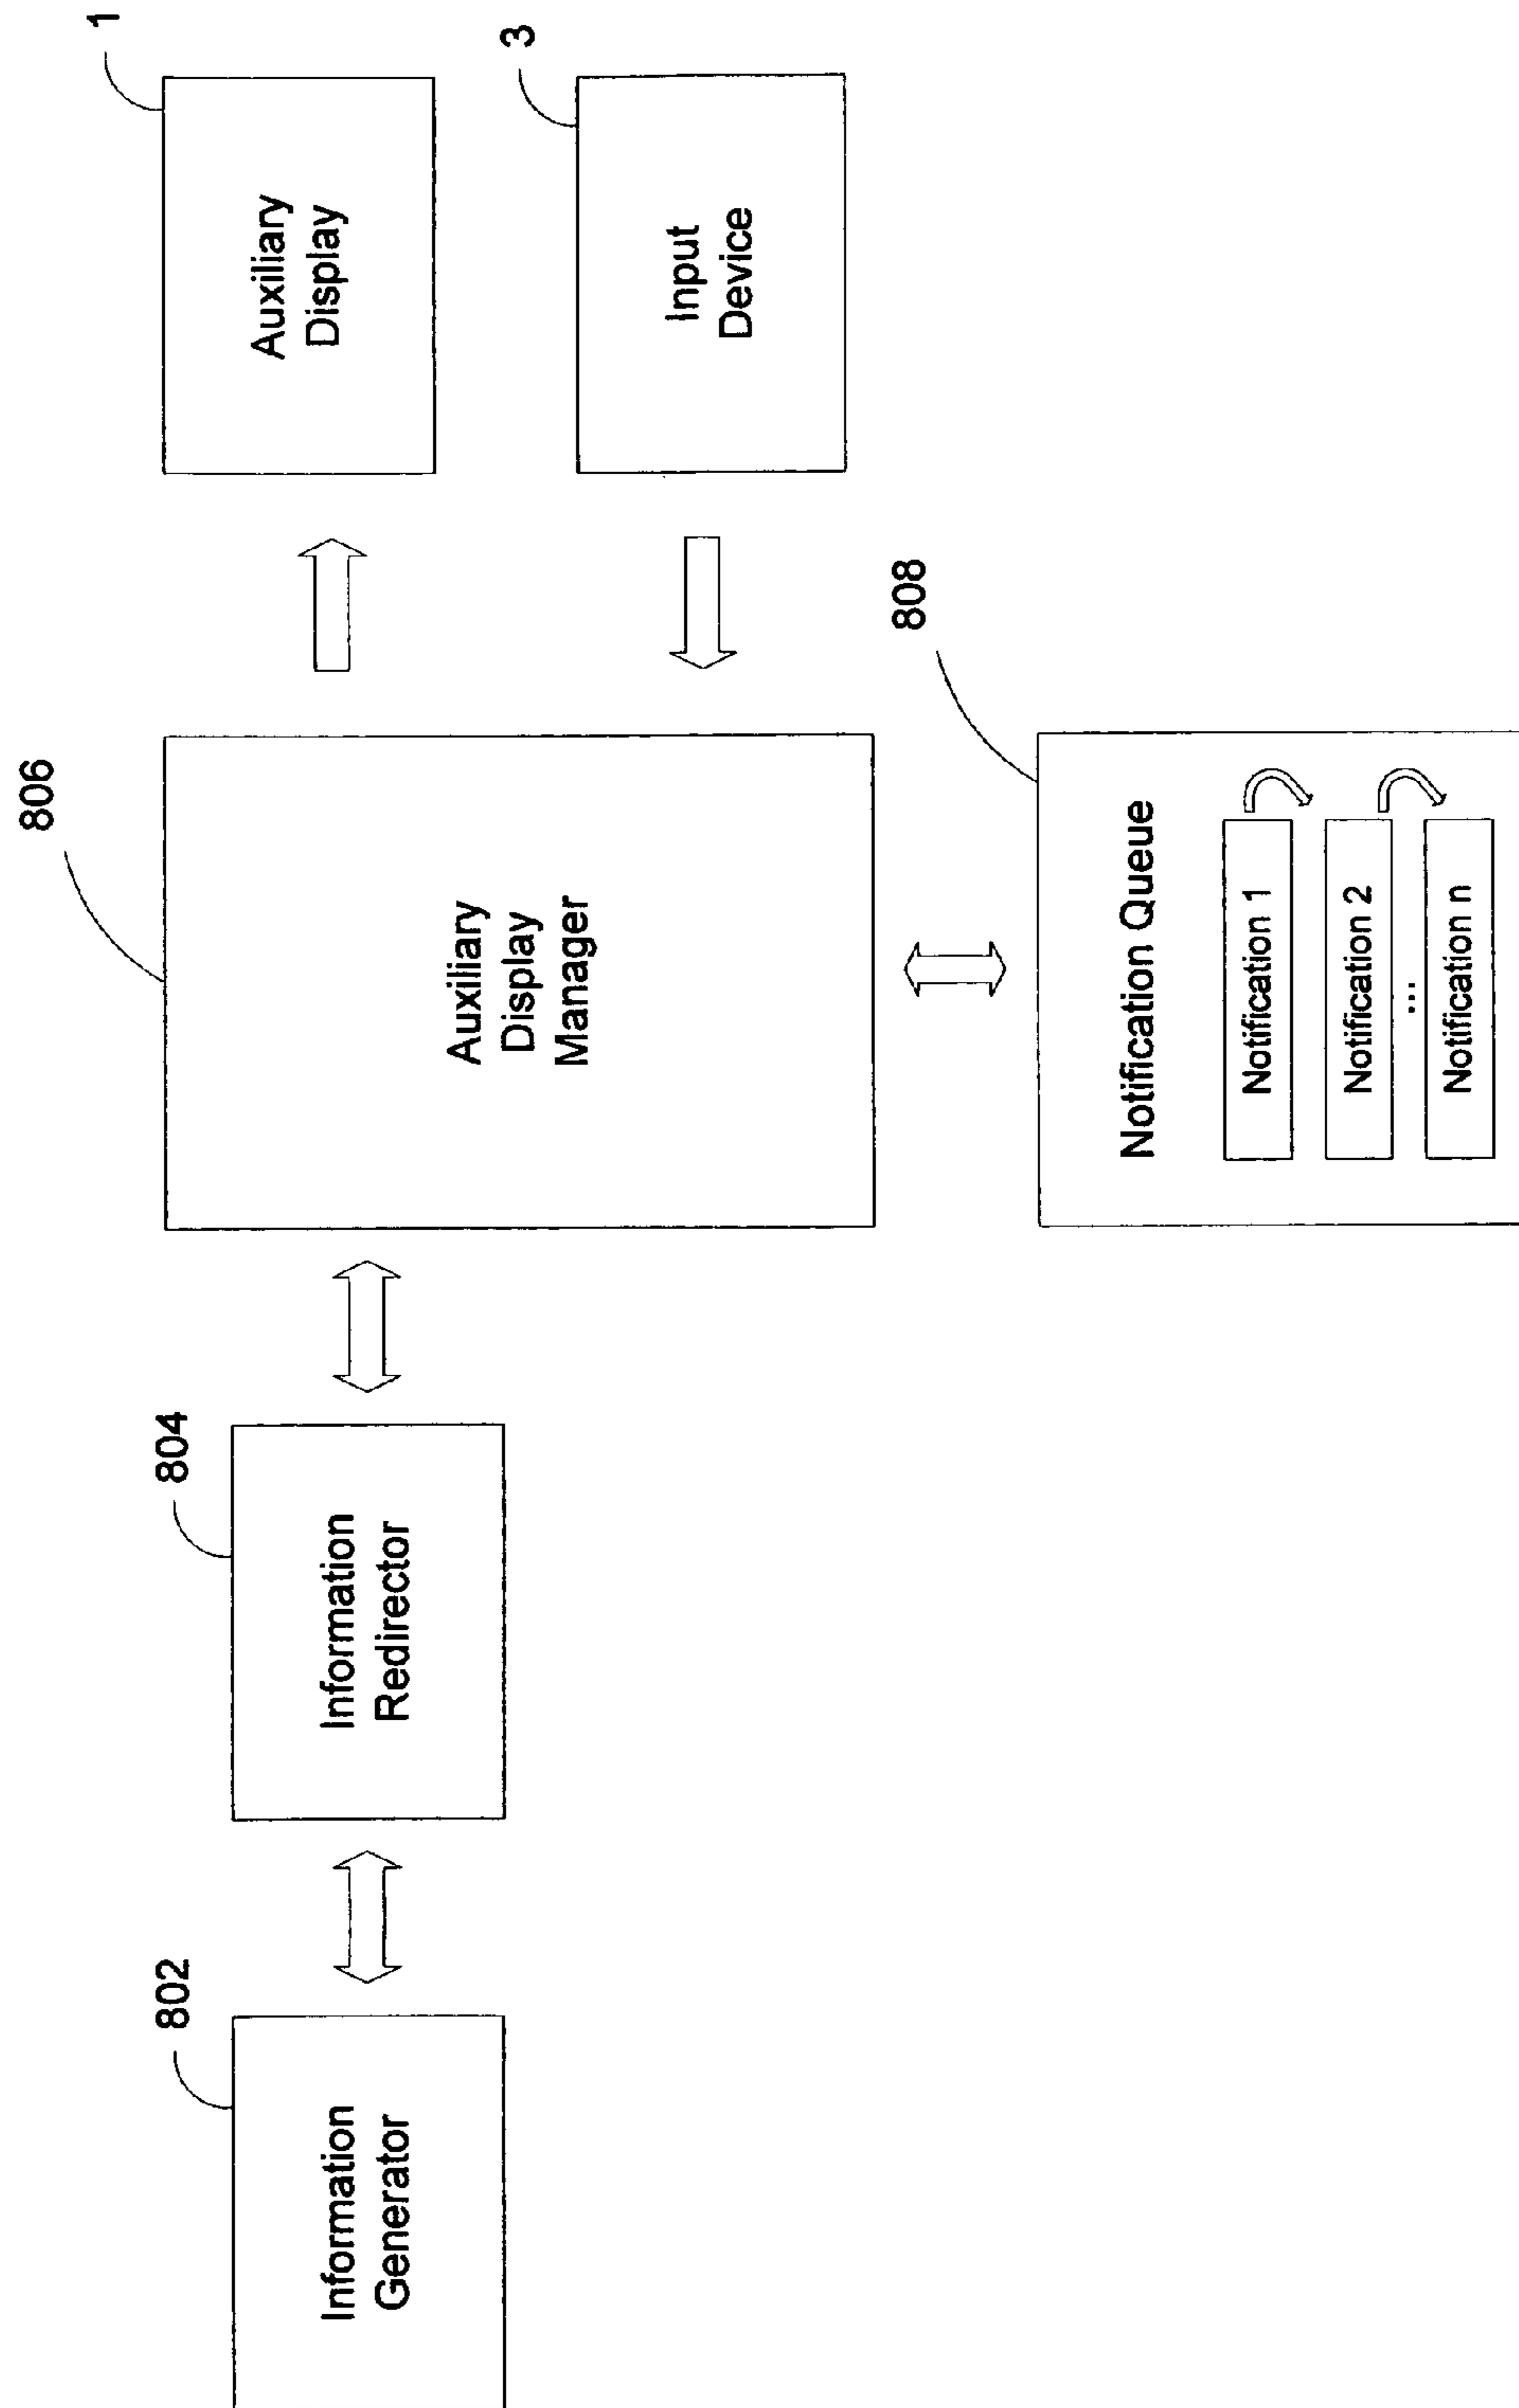 802
Information
Generator
804
Information
Redirector
806
Auxiliary
Display
Manager
1
Auxiliary
Display
3
Input
Device
808
Notification Queue
Notification 1
Notification 2
...
Notification n